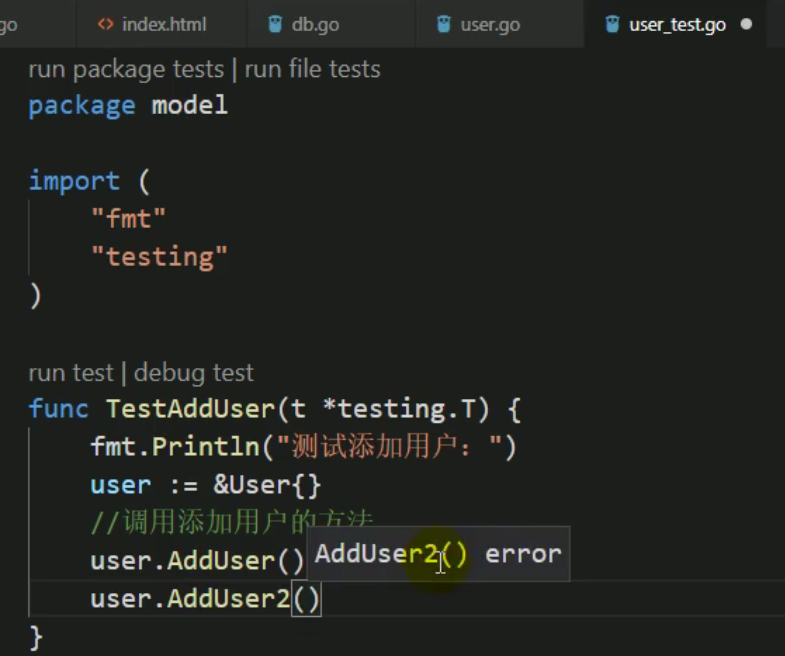 go
<> index.html
db.go
user.go
user_test.go
run package tests | run file tests
package model
import (
"fmt"
"testing"
)
run test | debug test
func TestAddUser(t *testing.T) {
fmt.Println("测试添加用户：")
user := &User{}
//调用添加用户的方法
user.AddUser()
AddUser2() error
user.AddUser2()
}